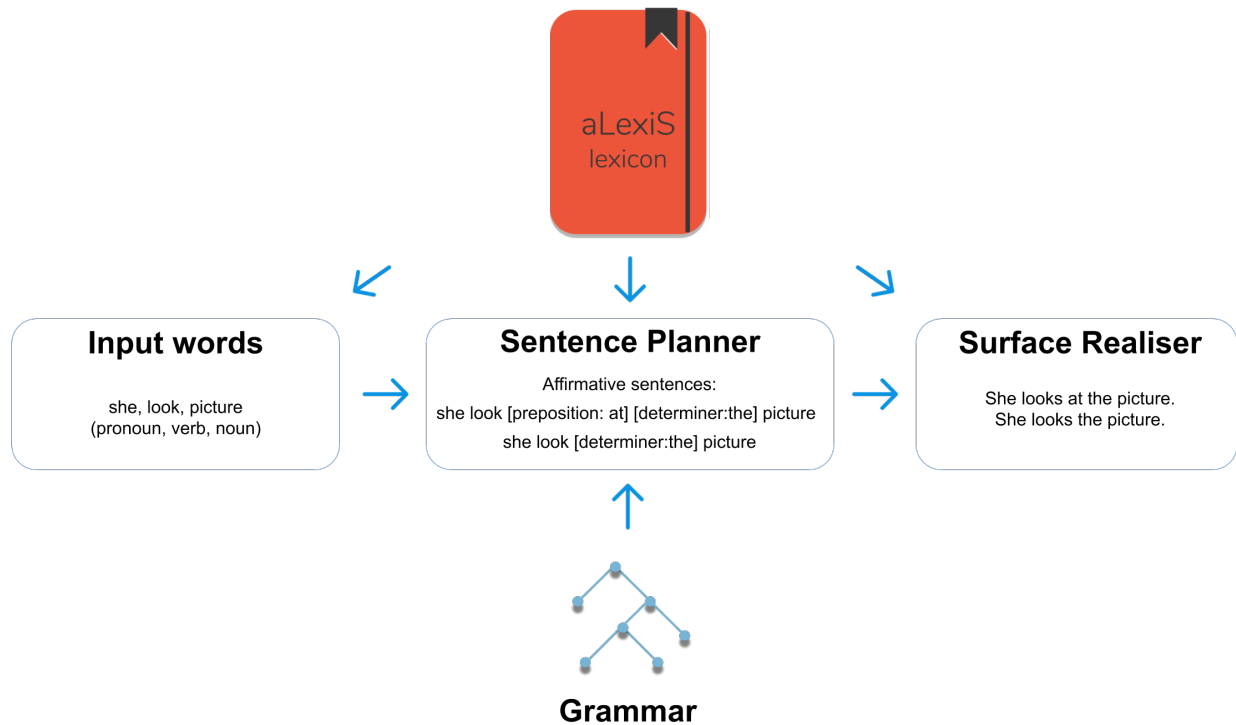 aLexiS
lexicon
Input words
she, look, picture
(pronoun, verb, noun)
Sentence Planner
Affirmative sentences:
she look [preposition: at] [determiner:the] picture
she look [determiner:the] picture
Surface Realiser
She looks at the picture.
She looks the picture.
Grammar